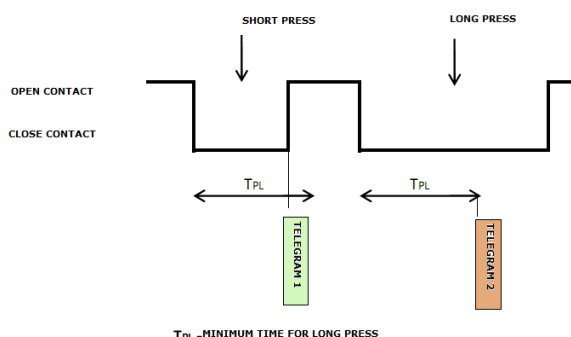 SHORT PRESS
LONG PRESS
OPEN CONTACT
CLOSE CONTACT
TPL
TPL
TELEGRAM 1
TELEGRAM 2
TPL -MINIMUM TIME FOR LONG PRESS